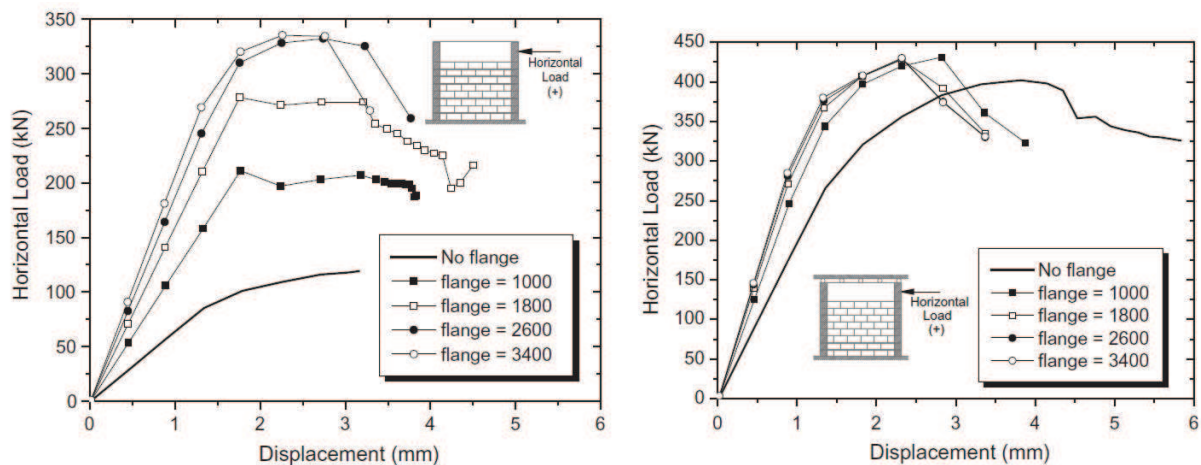 350
300
250
200
150
100
50
0
Horizontal Load (kN)
0 1 2 3 4 5 6
Displacement (mm)
Horizontal
Load
(+)
No flange
flange = 1000
flange = 1800
flange = 2600
flange = 3400
450
400
350
300
250
200
150
100
50
0
Horizontal Load (kN)
0 1 2 3 4 5 6
Displacement (mm)
Horizontal
Load
(+)
No flange
flange = 1000
flange = 1800
flange = 2600
flange = 3400